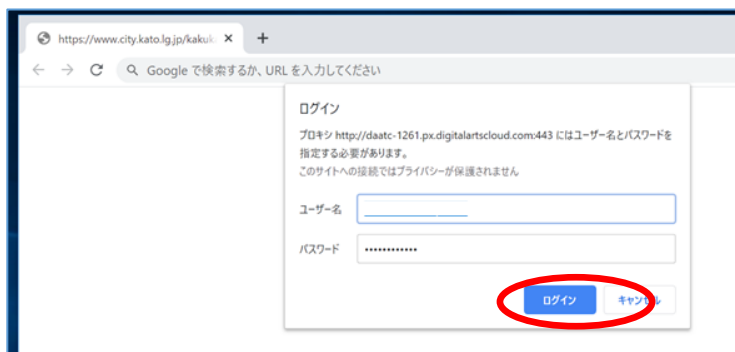 https://www.city.kato.lg.jp/kakuk
Google で検索するか、URL を入力してください
ログイン
プロキシ http://daatc-1261.px.digitalartscloud.com:443 にはユーザー名とパスワードを
指定する必要があります。
このサイトへの接続ではプライバシーが保護されません
ユーザー名
パスワード ••••••••••••
ログイン キャンセル